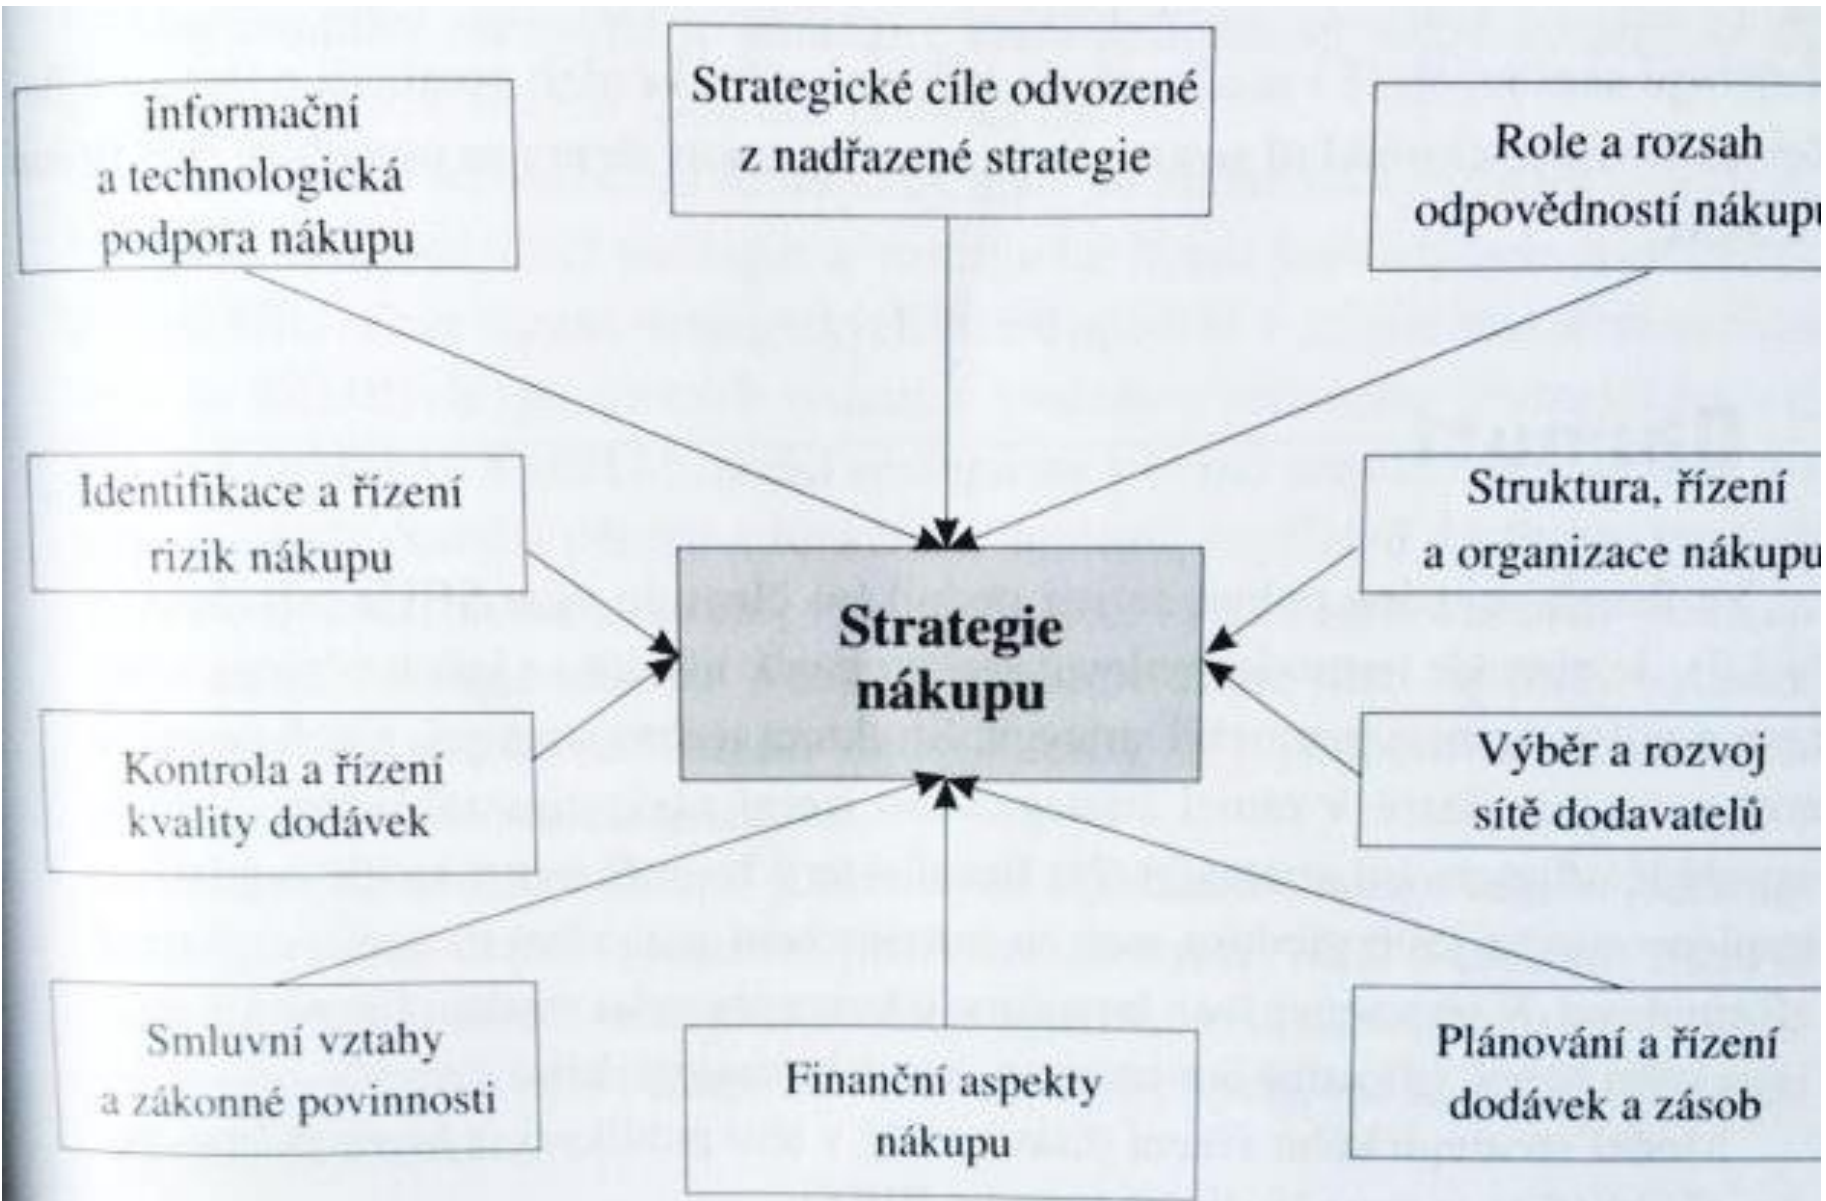 Informační
a technologická
podpora nákupu
Strategické cíle odvozené
z nadřazené strategie
Role a rozsah
odpovědností nákupu
Identifikace a řízení
rizik nákupu
Struktura, řízení
a organizace nákupu
Strategie
nákupu
Kontrola a řízení
kvality dodávek
Výběr a rozvoj
sítě dodavatelů
Smluvní vztahy
a zákonné povinnosti
Finanční aspekty
nákupu
Plánování a řízení
dodávek a zásob